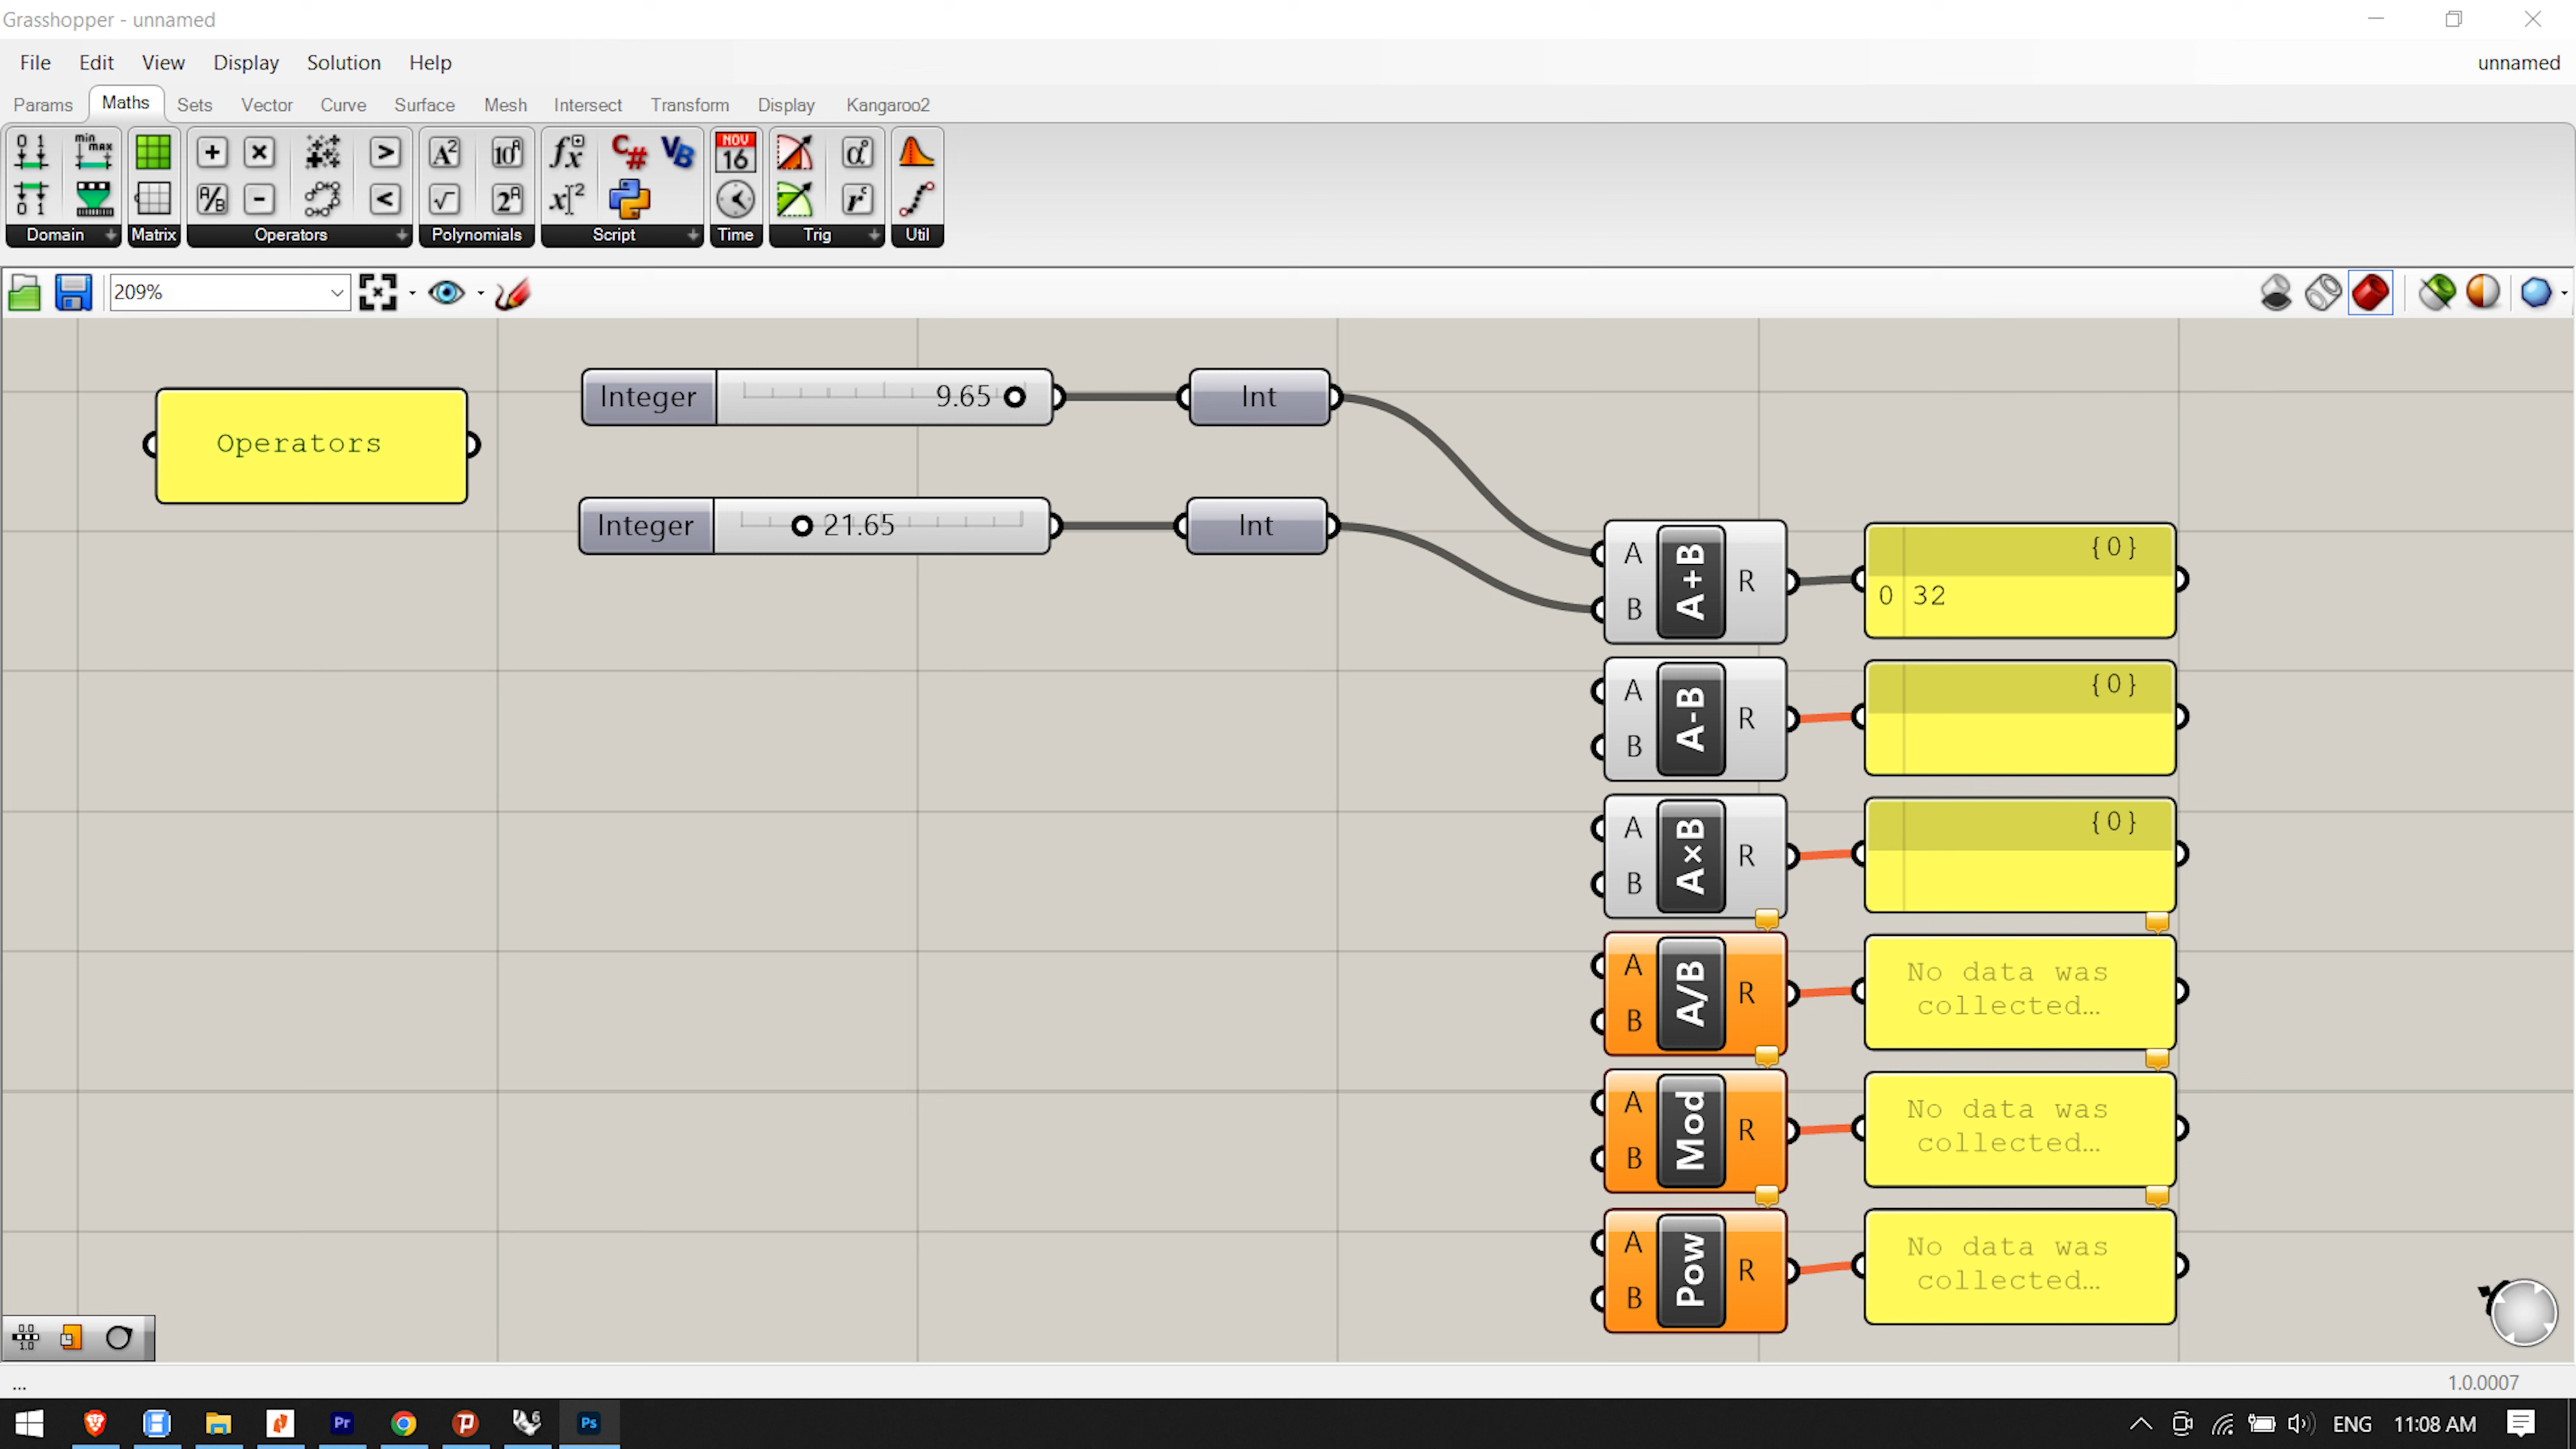 Grasshopper - unnamed
File Edit View Display Solution Help unnamed
Params Maths Sets Vector Curve Surface Mesh Intersect Transform Display Kangaroo2
Domain Matrix Operators Polynomials Script Time Trig Util
209%
Operators
Integer 9.65 Int
Integer 21.65 Int
A B A+B R {0}
0 32
A B A-B R {0}
A B A×B R {0}
A B A/B R No data was
collected…
A B Mod R No data was
collected…
A B Pow R No data was
collected…
...
1.0.0007
ENG 11:08 AM